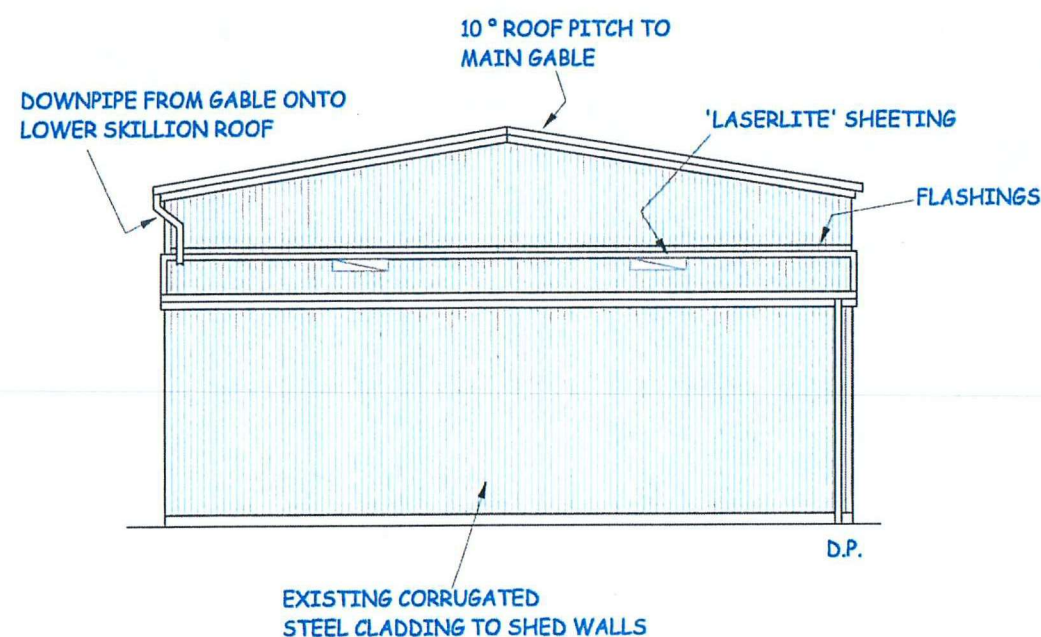 10 ° ROOF PITCH TO
MAIN GABLE
DOWNPIPE FROM GABLE ONTO
LOWER SKILLION ROOF
'LASERLITE' SHEETING
FLASHINGS
D.P.
EXISTING CORRUGATED
STEEL CLADDING TO SHED WALLS